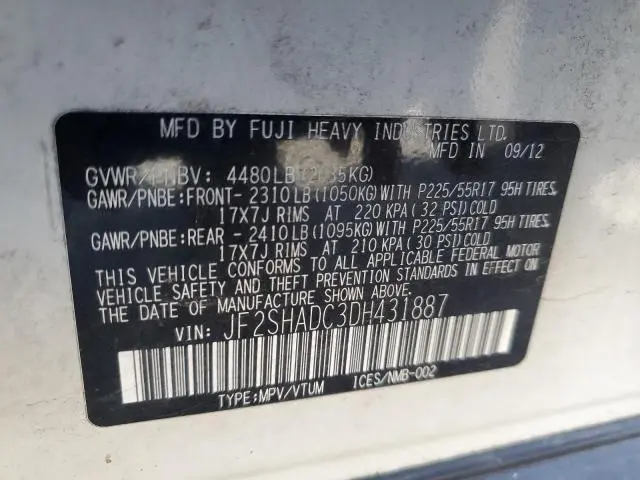 MFD BY FUJI HEAVY INDUSTRIES LTD.
MFD IN 09/12
GVWR/PNBV: 4480LB(2035KG)
GAWR/PNBE:FRONT- 2310LB(1050KG)WITH P225/55R17 95H TIRES,
17X7J RIMS AT 220 KPA(32 PSI)COLD
GAWR/PNBE:REAR - 2410LB(1095KG)WITH P225/55R17 95H TIRES,
17X7J RIMS AT 210 KPA(30 PSI)COLD
THIS VEHICLE CONFORMS TO ALL APPLICABLE FEDERAL MOTOR
VEHICLE SAFETY AND THEFT PREVENTION STANDARDS IN EFFECT ON
THE DATE OF MANUFACTURE SHOWN ABOVE.
VIN: JF2SHADC3DH431887
TYPE:MPV/VTUM ICES/NMB-002